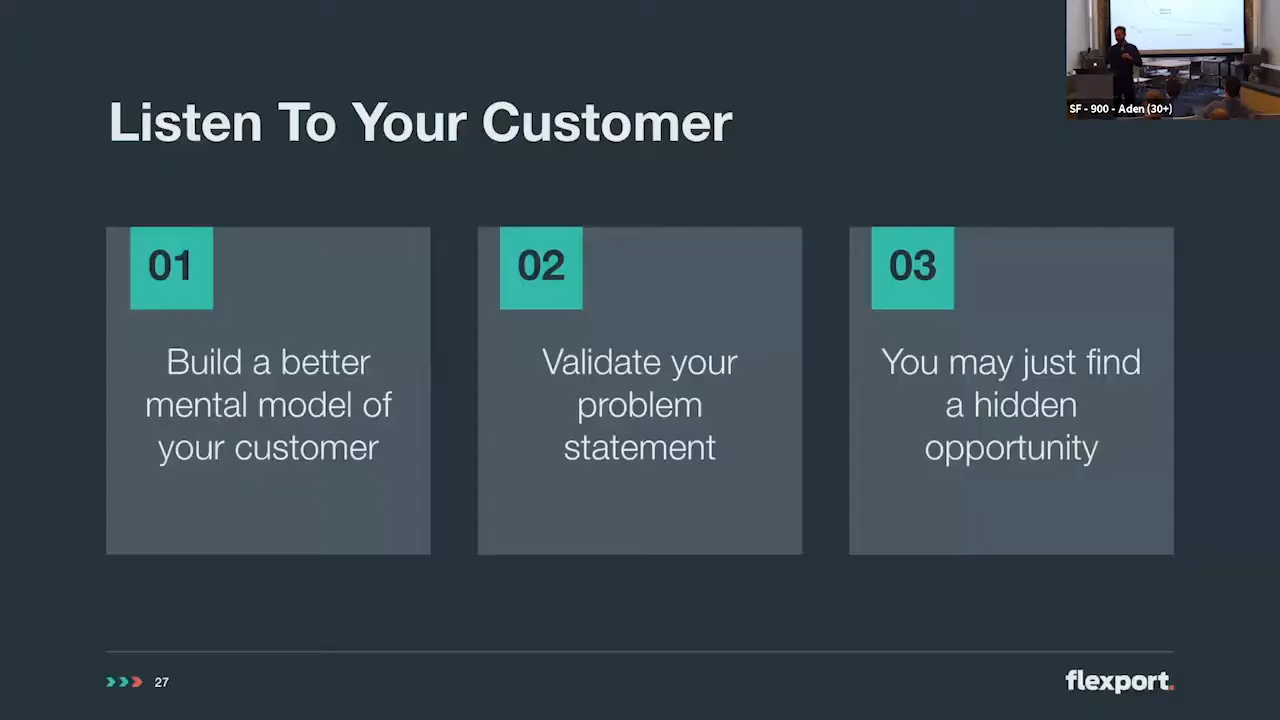 SF - 900 - Aden (30+)
Listen To Your Customer
01
Build a better
mental model of
your customer
02
Validate your
problem
statement
03
You may just find
a hidden
opportunity
27
flexport.